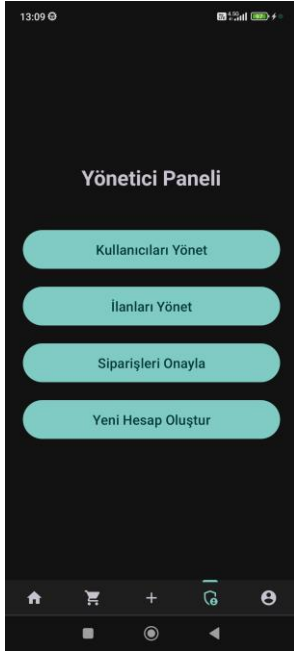 13:09
Yönetici Paneli
Kullanıcıları Yönet
İlanları Yönet
Siparişleri Onayla
Yeni Hesap Oluştur